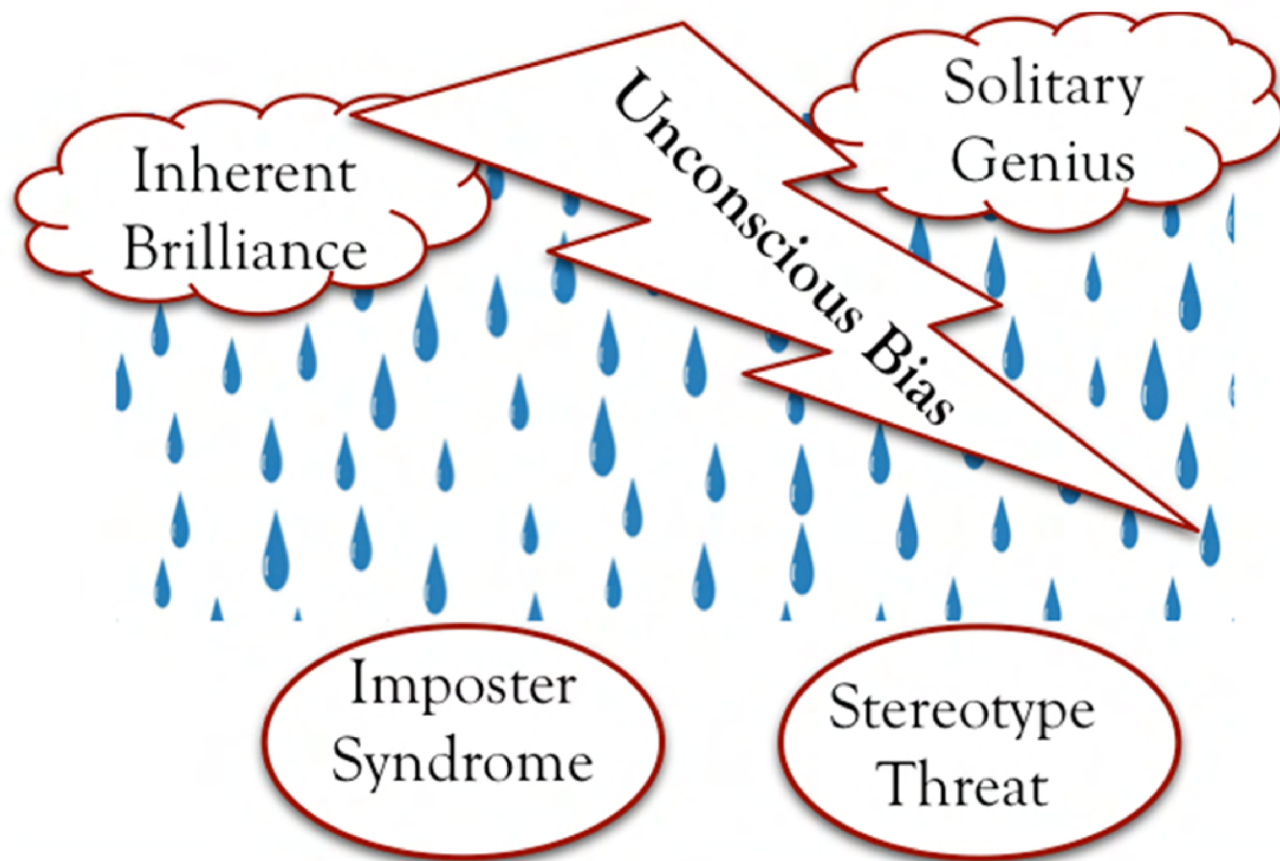 Inherent
Brilliance
Unconscious Bias
Solitary
Genius
Imposter
Syndrome
Stereotype
Threat